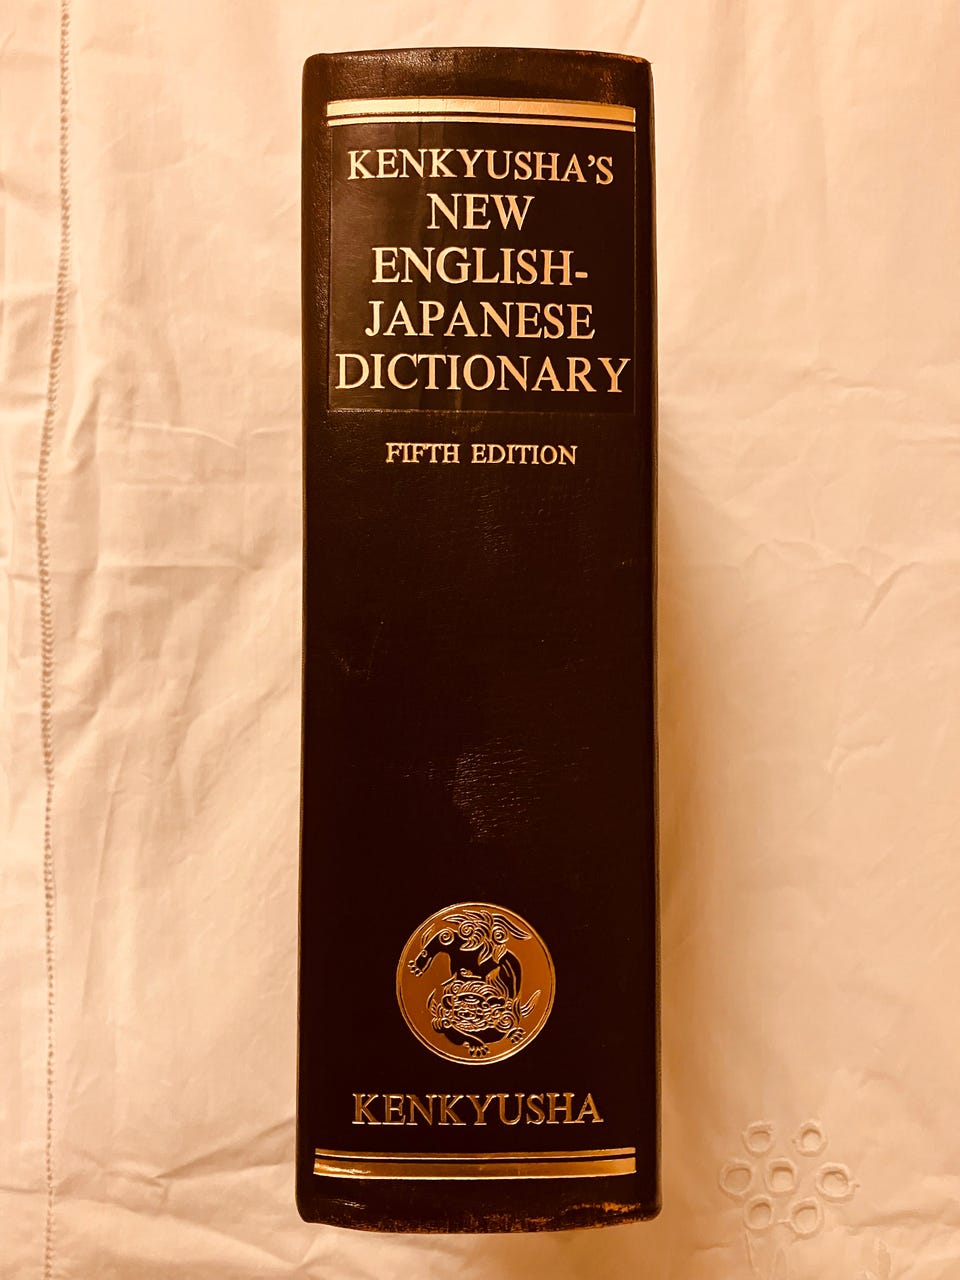 KENKYUSHA'S
NEW
ENGLISH-
JAPANESE
DICTIONARY
FIFTH EDITION
KENKYUSHA